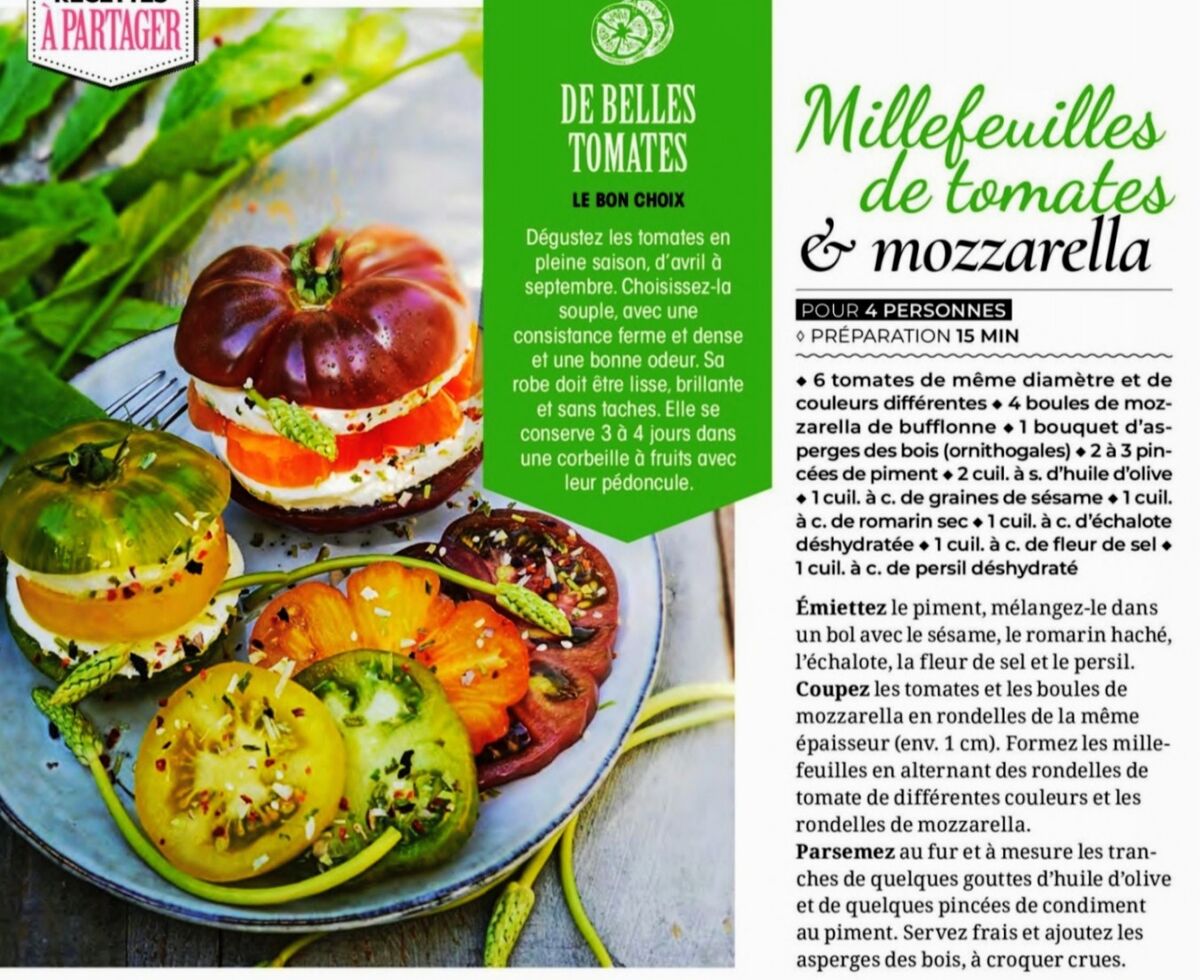 RECETTES
À PARTAGER
DE BELLES
TOMATES
LE BON CHOIX
Dégustez les tomates en
pleine saison, d’avril à
septembre. Choisissez-la
souple, avec une
consistance ferme et dense
et une bonne odeur. Sa
robe doit être lisse, brillante
et sans taches. Elle se
conserve 3 à 4 jours dans
une corbeille à fruits avec
leur pédoncule.
Millefeuilles
de tomates
& mozzarella
POUR 4 PERSONNES
◊ PRÉPARATION 15 MIN
◆ 6 tomates de même diamètre et de
couleurs différentes ◆ 4 boules de moz-
zarella de bufflonne ◆ 1 bouquet d’as-
perges des bois (ornithogales) ◆ 2 à 3 pin-
cées de piment ◆ 2 cuil. à s. d’huile d’olive
◆ 1 cuil. à c. de graines de sésame ◆ 1 cuil.
à c. de romarin sec ◆ 1 cuil. à c. d’échalote
déshydratée ◆ 1 cuil. à c. de fleur de sel ◆
1 cuil. à c. de persil déshydraté
Émiettez le piment, mélangez-le dans
un bol avec le sésame, le romarin haché,
l’échalote, la fleur de sel et le persil.
Coupez les tomates et les boules de
mozzarella en rondelles de la même
épaisseur (env. 1 cm). Formez les mille-
feuilles en alternant des rondelles de
tomate de différentes couleurs et les
rondelles de mozzarella.
Parsemez au fur et à mesure les tran-
ches de quelques gouttes d’huile d’olive
et de quelques pincées de condiment
au piment. Servez frais et ajoutez les
asperges des bois, à croquer crues.